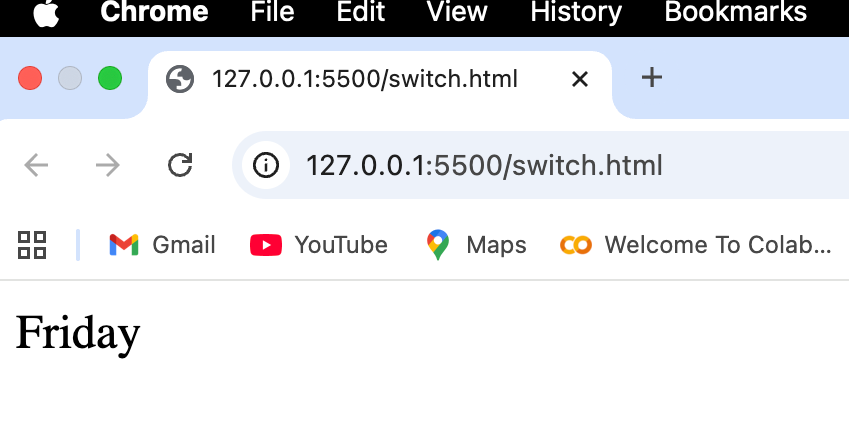 Chrome File Edit View History Bookmarks
127.0.0.1:5500/switch.html
127.0.0.1:5500/switch.html
Gmail YouTube Maps Welcome To Colab...
Friday